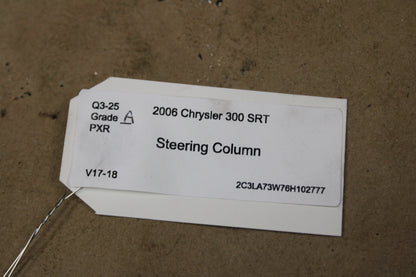 Q3-25
2006 Chrysler 300 SRT
Grade A
PXR
Steering Column
V17-18
2C3LA73W76H102777